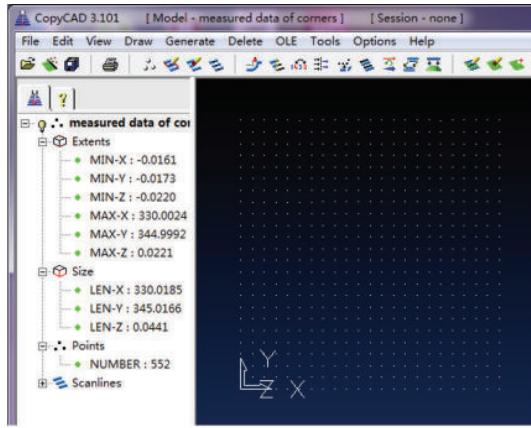 CopyCAD 3.101 [ Model - measured data of corners ] [ Session - none ]
File Edit View Draw Generate Delete OLE Tools Options Help
?
measured data of cor
Extents
MIN-X : -0.0161
MIN-Y : -0.0173
MIN-Z : -0.0220
MAX-X : 330.0024
MAX-Y : 344.9992
MAX-Z : 0.0221
Size
LEN-X : 330.0185
LEN-Y : 345.0166
LEN-Z : 0.0441
Points
NUMBER : 552
Scanlines
Y
Z X